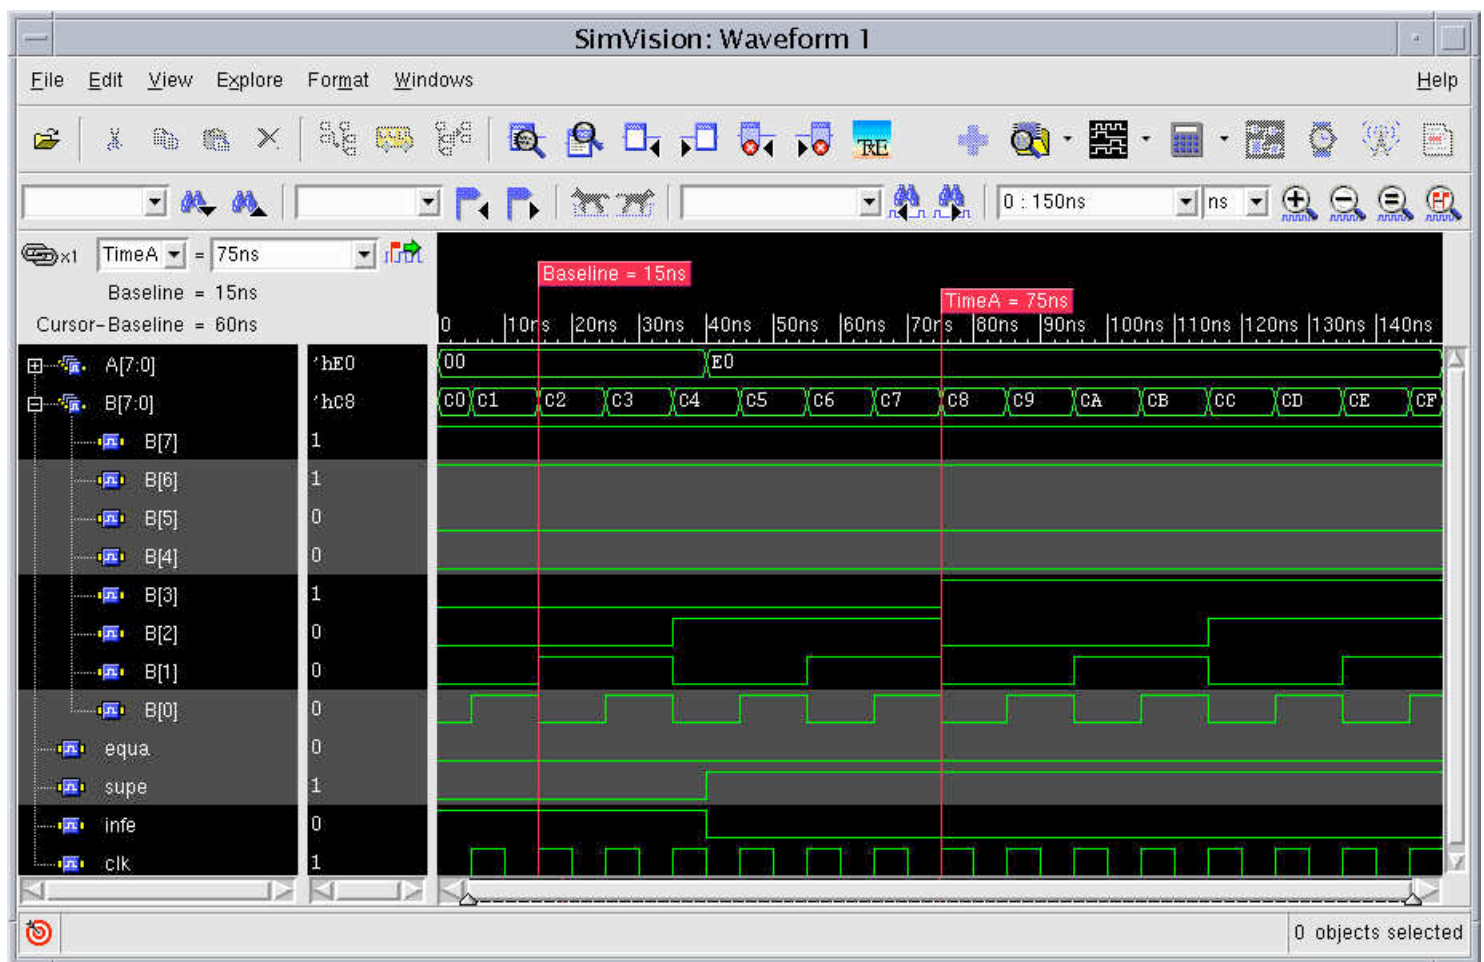 SimVision: Waveform 1
File Edit View Explore Format Windows Help
TRE
0 : 150ns ns
x1 TimeA = 75ns
Baseline = 15ns
Cursor-Baseline = 60ns
Baseline = 15ns
TimeA = 75ns
0 10ns 20ns 30ns 40ns 50ns 60ns 70ns 80ns 90ns 100ns 110ns 120ns 130ns 140ns
A[7:0] 'hE0 00 E0
B[7:0] 'hC8 C0 C1 C2 C3 C4 C5 C6 C7 C8 C9 CA CB CC CD CE CF
B[7] 1
B[6] 1
B[5] 0
B[4] 0
B[3] 1
B[2] 0
B[1] 0
B[0] 0
equa 0
supe 1
infe 0
clk 1
0 objects selected